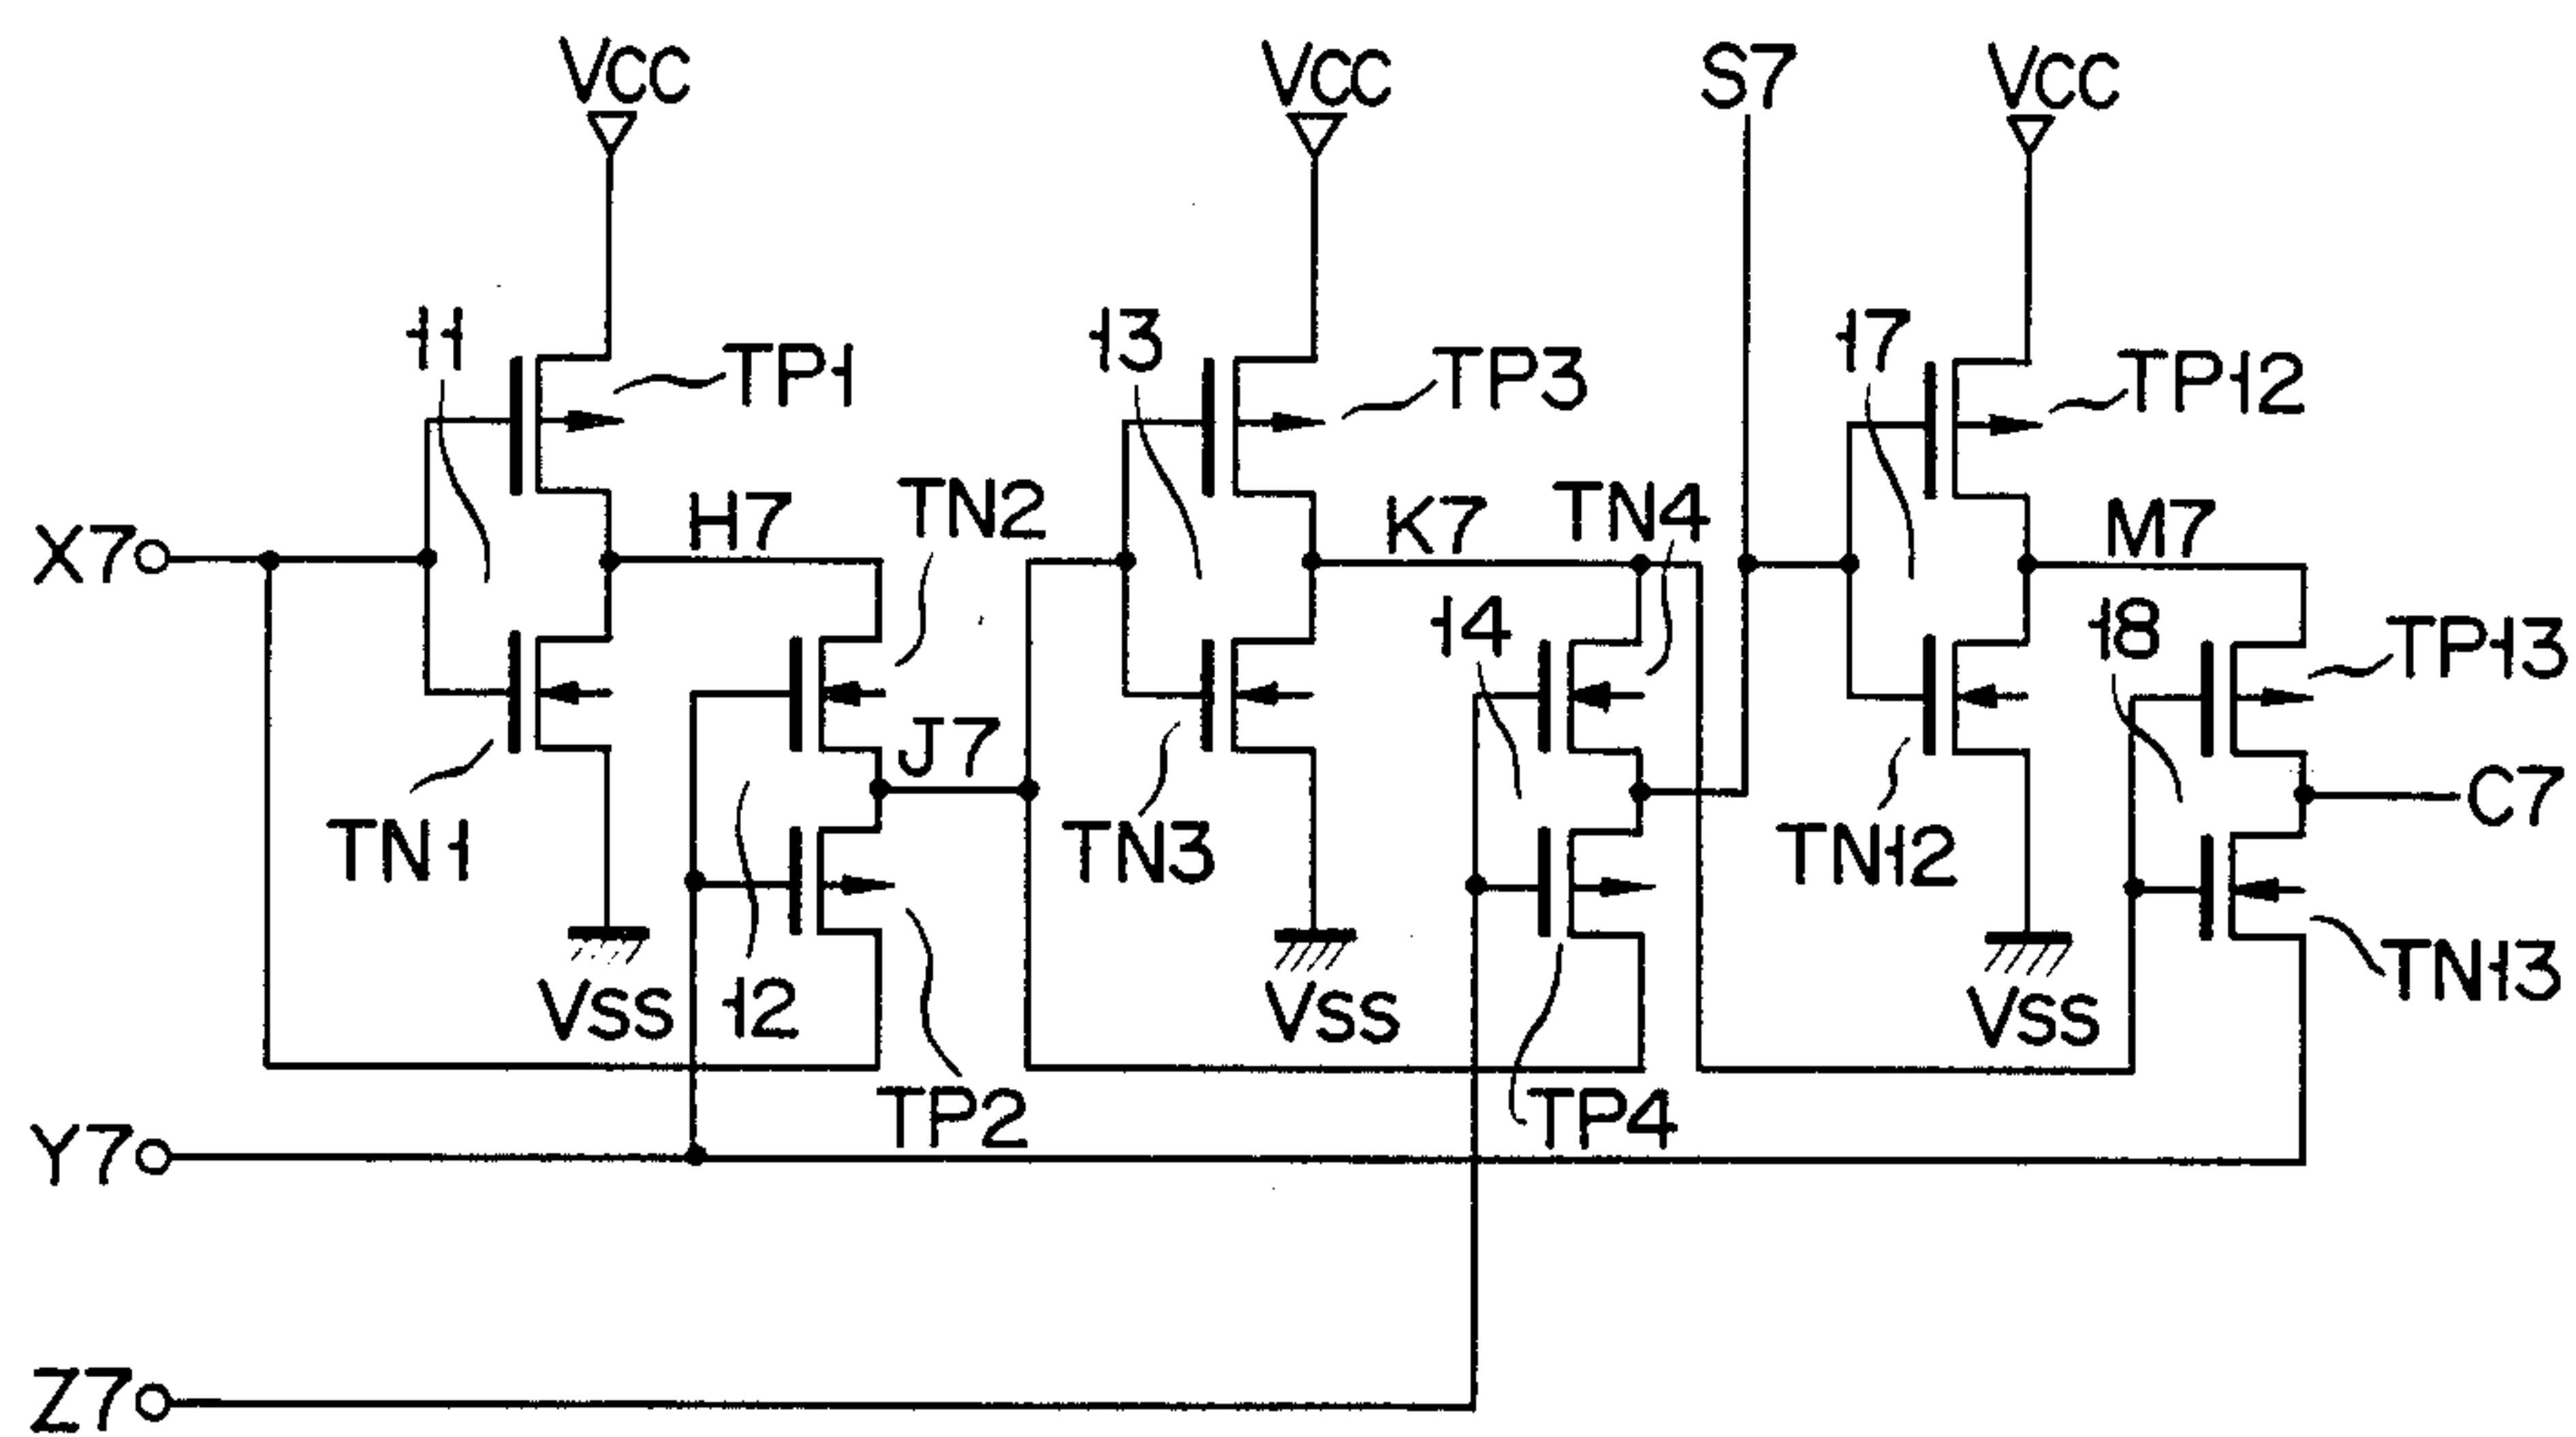 VCC
VCC
S7
VCC
11
TP1
13
TP3
17
TP12
X7
H7
TN2
K7
TN4
M7
14
18
TP13
J7
C7
TN1
TN3
TN12
TN13
VSS
12
VSS
VSS
TP2
TP4
Y7
Z7